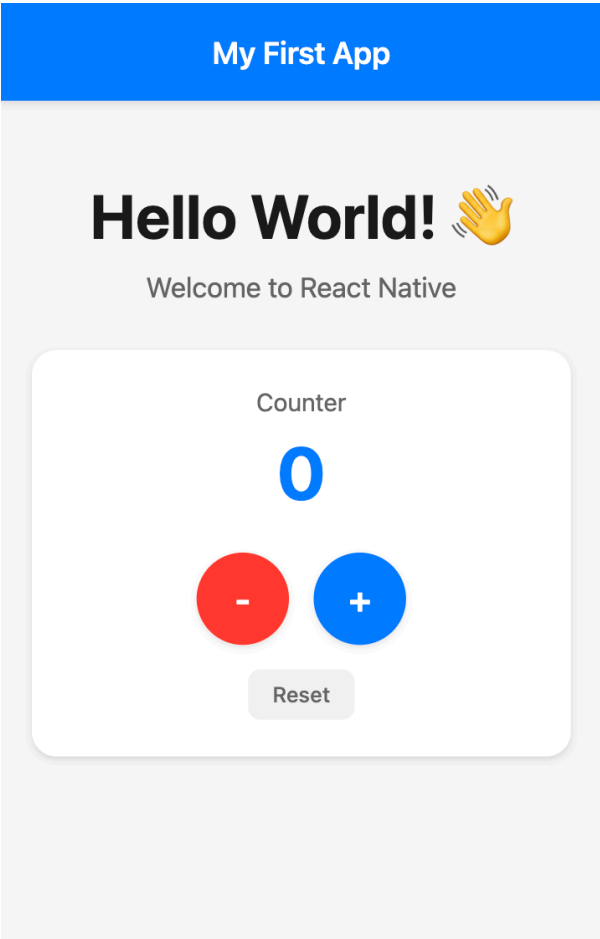 My First App
Hello World! 👋
Welcome to React Native
Counter
0
- +
Reset